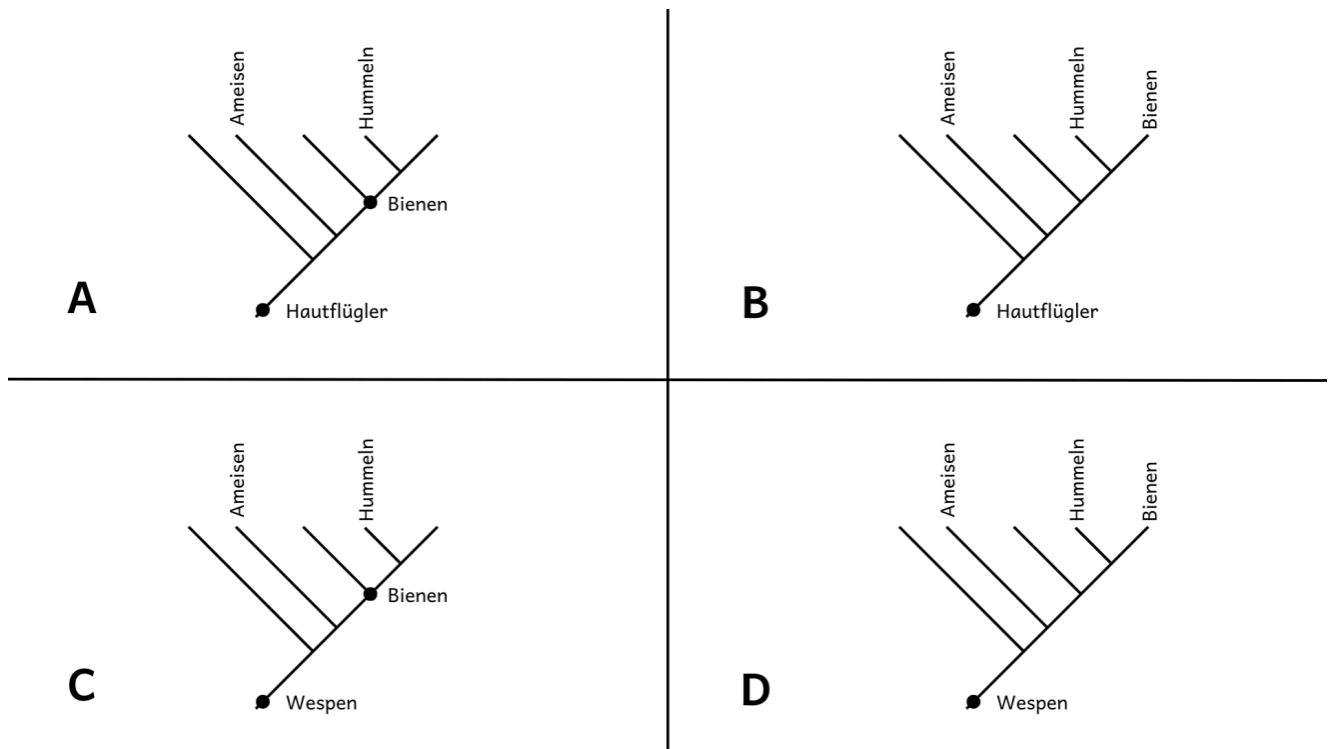 Ameisen
Hummeln
Bienen
Hautflügler
A
Ameisen
Hummeln
Bienen
Hautflügler
B
Ameisen
Hummeln
Bienen
Wespen
C
Ameisen
Hummeln
Bienen
Wespen
D